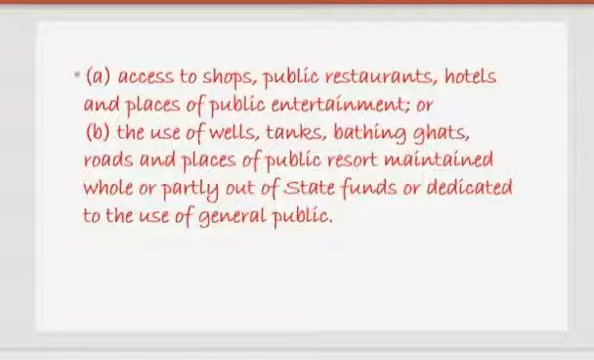 • (a) access to shops, public restaurants, hotels
and places of public entertainment; or
(b) the use of wells, tanks, bathing ghats,
roads and places of public resort maintained
whole or partly out of State funds or dedicated
to the use of general public.